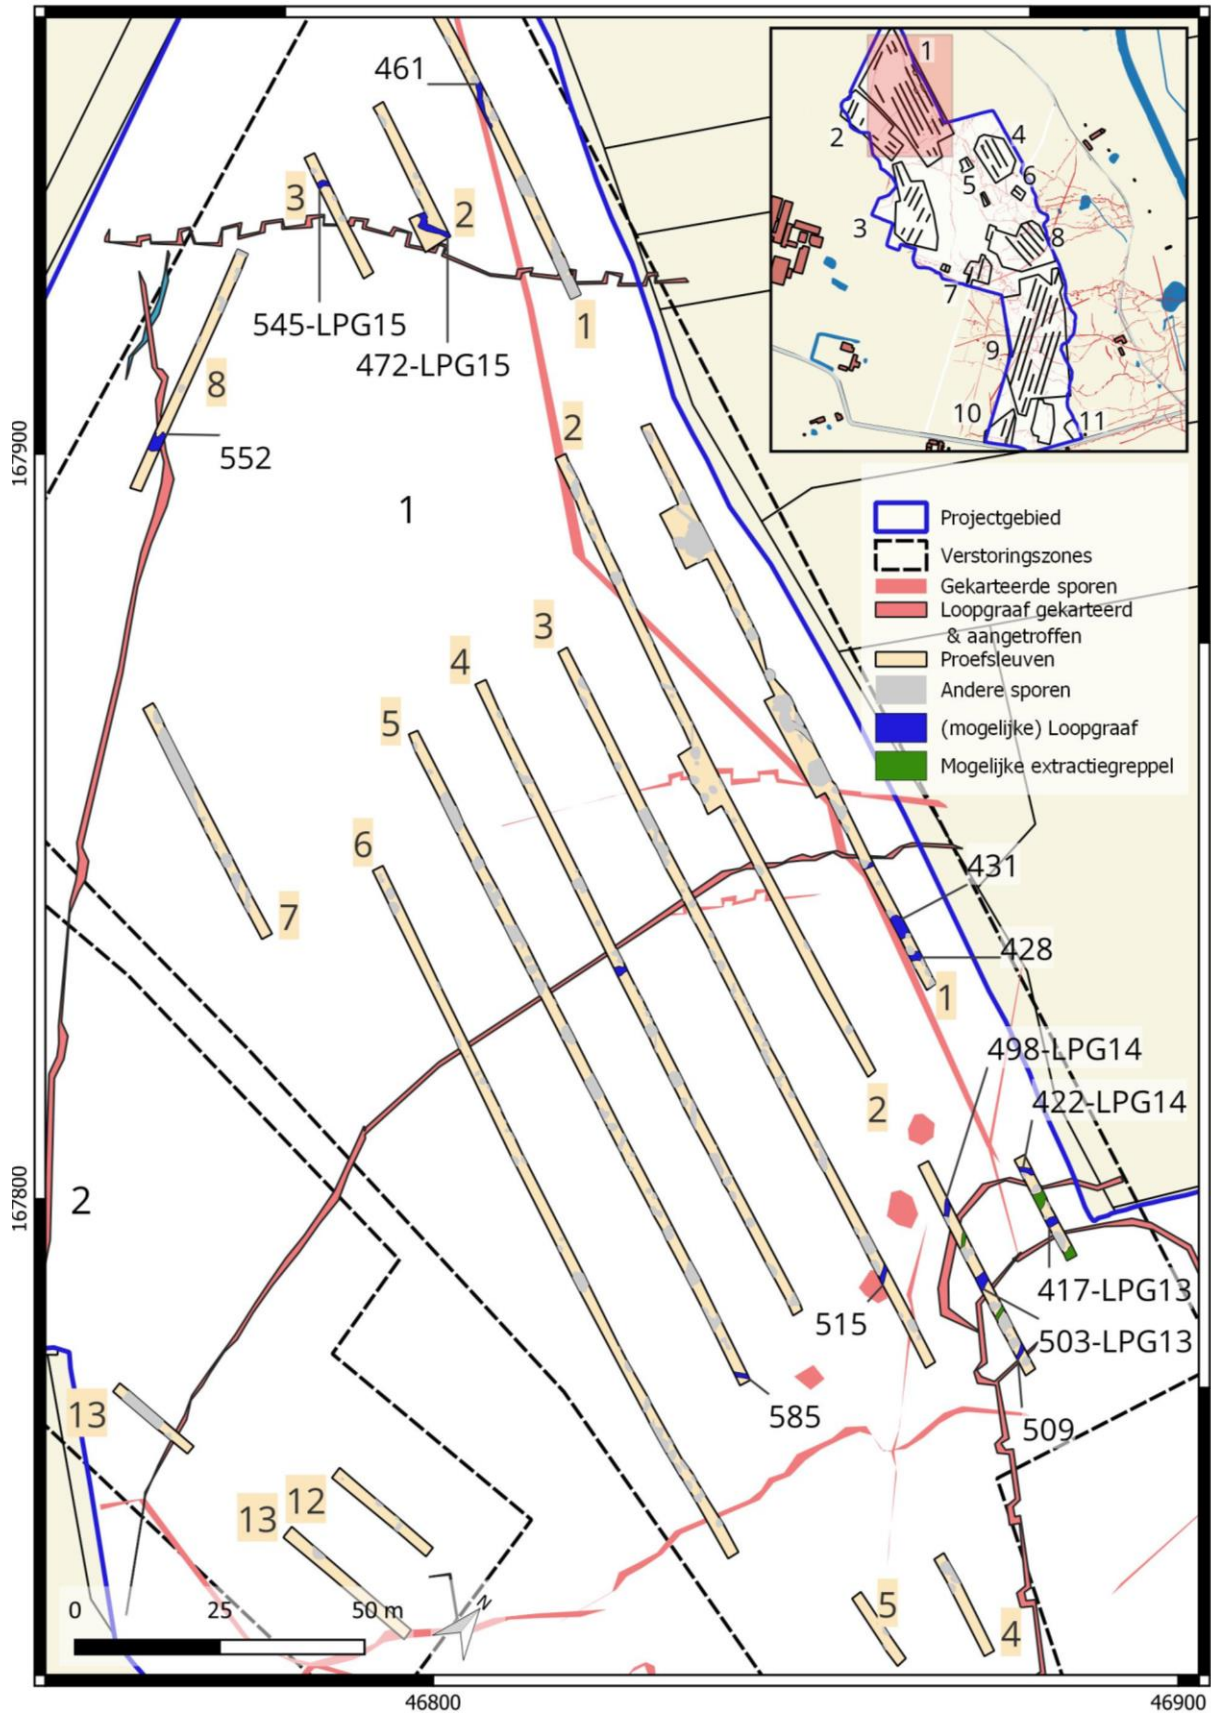 461
1
2
4
5
6
3
8
7
9
10
11
3
2
545-LPG15
472-LPG15
1
8
552
2
1
167900
Projectgebied
Verstoringszones
Gekarteerde sporen
Loopgraaf gekarteerd
& aangetroffen
Proefsleuven
Andere sporen
(mogelijke) Loopgraaf
Mogelijke extractiegreppel
3
4
5
6
7
431
428
1
498-LPG14
2
422-LPG14
167800
2
417-LPG13
515
503-LPG13
585
509
13
12
13
N
5
4
0 25 50 m
46800 46900